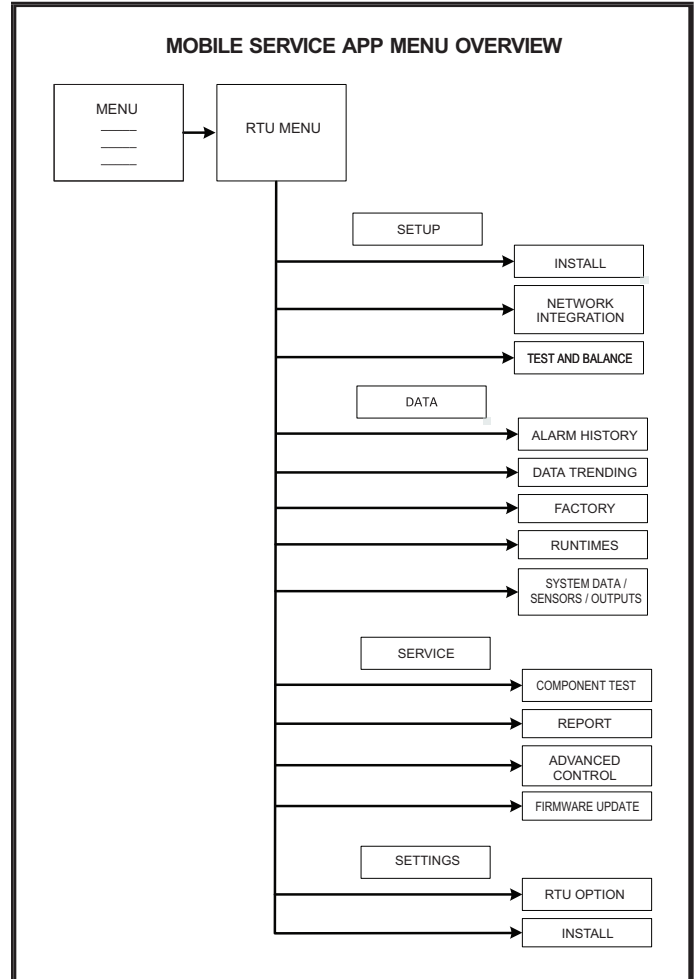 MOBILE SERVICE APP MENU OVERVIEW
MENU
RTU MENU
SETUP
INSTALL
NETWORK
INTEGRATION
TEST AND BALANCE
DATA
ALARM HISTORY
DATA TRENDING
FACTORY
RUNTIMES
SYSTEM DATA /
SENSORS / OUTPUTS
SERVICE
COMPONENT TEST
REPORT
ADVANCED
CONTROL
FIRMWARE UPDATE
SETTINGS
RTU OPTION
INSTALL